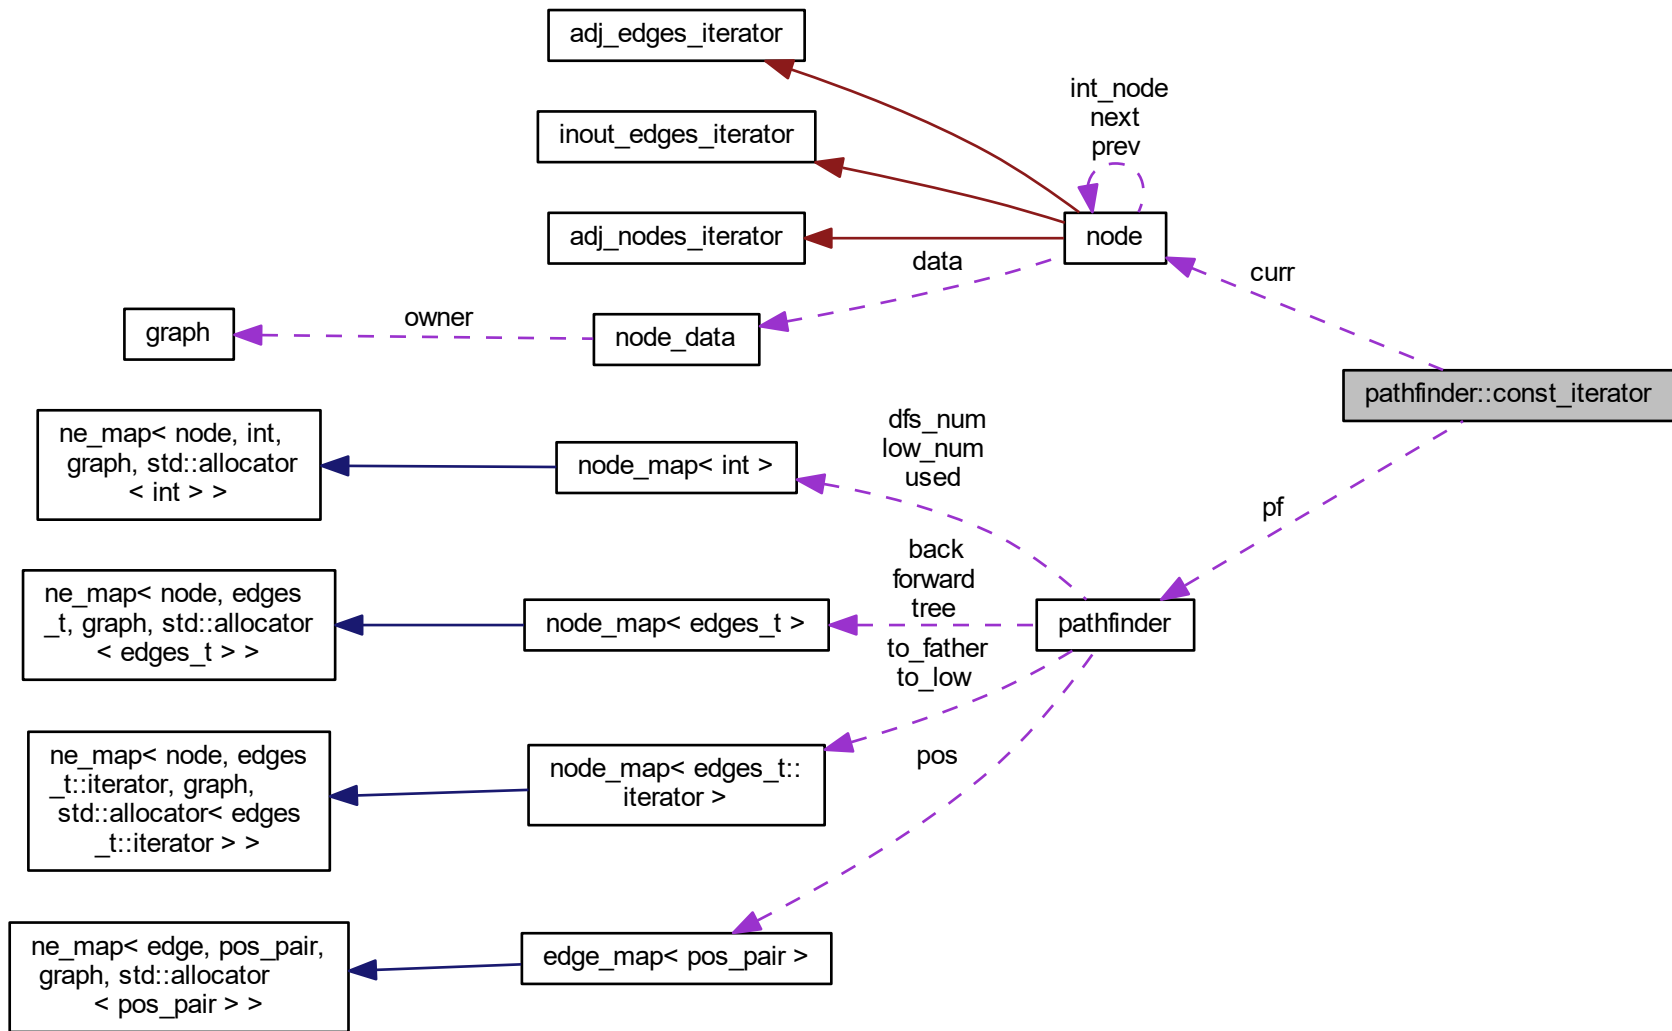 adj_edges_iterator
int_node
next
prev
inout_edges_iterator
adj_nodes_iterator
node
data
curr
graph
owner
node_data
pathfinder::const_iterator
ne_map< node, int,
graph, std::allocator
< int > >
node_map< int >
dfs_num
low_num
used
pf
ne_map< node, edges
_t, graph, std::allocator
< edges_t > >
node_map< edges_t >
back
forward
tree
pathfinder
to_father
to_low
ne_map< node, edges
_t::iterator, graph,
std::allocator< edges
_t::iterator > >
node_map< edges_t::
iterator >
pos
ne_map< edge, pos_pair,
graph, std::allocator
< pos_pair > >
edge_map< pos_pair >